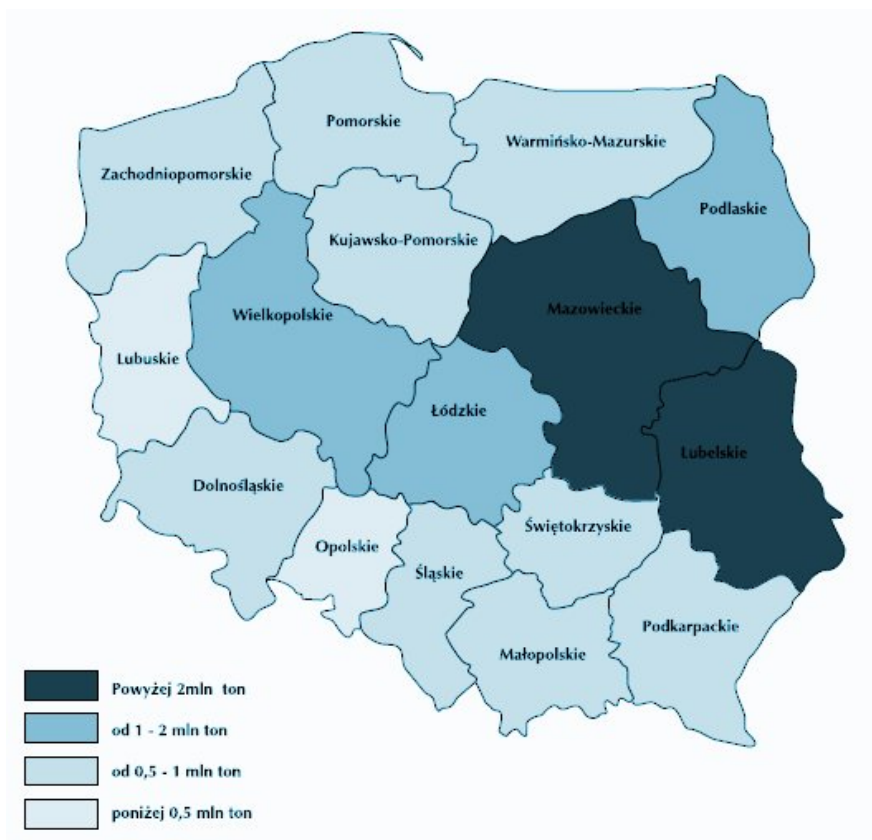 Pomorskie
Warmińsko-Mazurskie
Zachodniopomorskie
Podlaskie
Kujawsko-Pomorskie
Mazowieckie
Wielkopolskie
Lubuskie
Łódzkie
Lubelskie
Dolnośląskie
Świętokrzyskie
Opolskie
Śląskie
Podkarpackie
Małopolskie
Powyżej 2mln ton
od 1 - 2 mln ton
od 0,5 - 1 mln ton
poniżej 0,5 mln ton